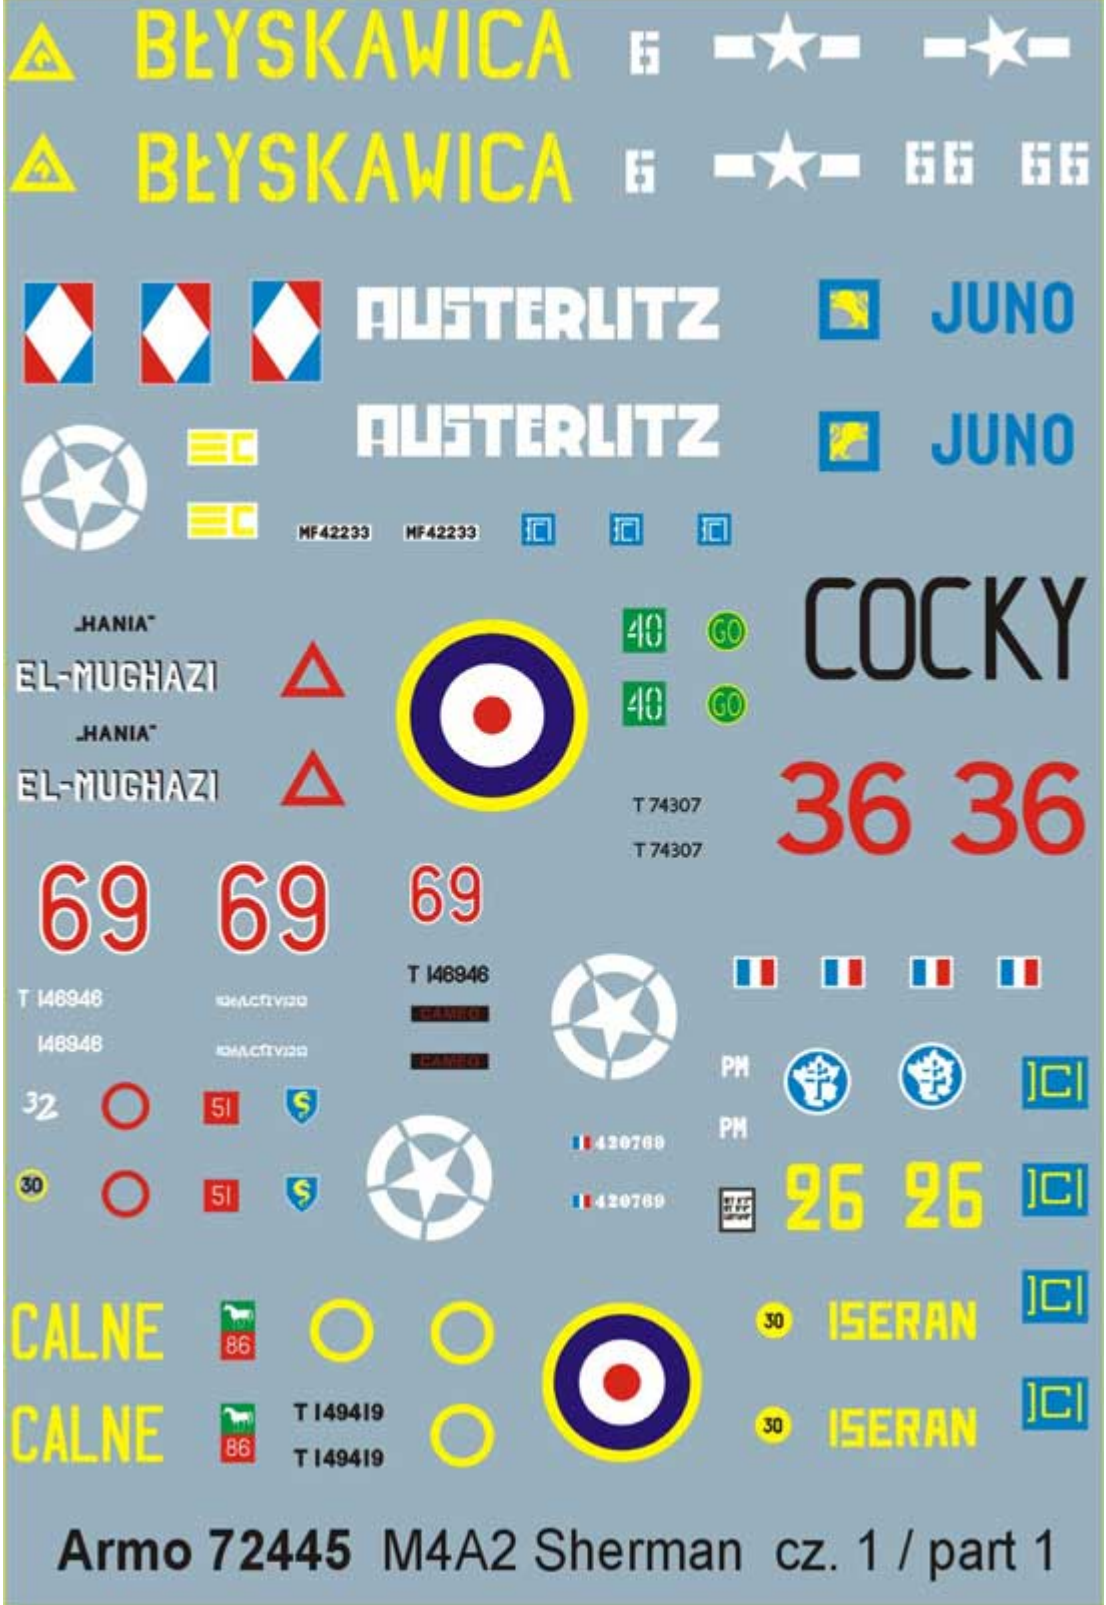 BŁYSKAWICA 6
BŁYSKAWICA 6 66 66
AUSTERLITZ JUNO
AUSTERLITZ JUNO
MF42233 MF42233
COCKY
„HANIA"
EL-MUGHAZI
40 GO
„HANIA"
EL-MUGHAZI
40 GO
T 74307
T 74307
36 36
69 69 69
T 146946
T 146946
CAMEO
146946
CAMEO
32 51 S
PM
PM
420769
30 51 S
420769
26 26
CALNE 86 30 ISERAN
CALNE 86 T 149419 30 ISERAN
T 149419
Armo 72445 M4A2 Sherman cz. 1 / part 1